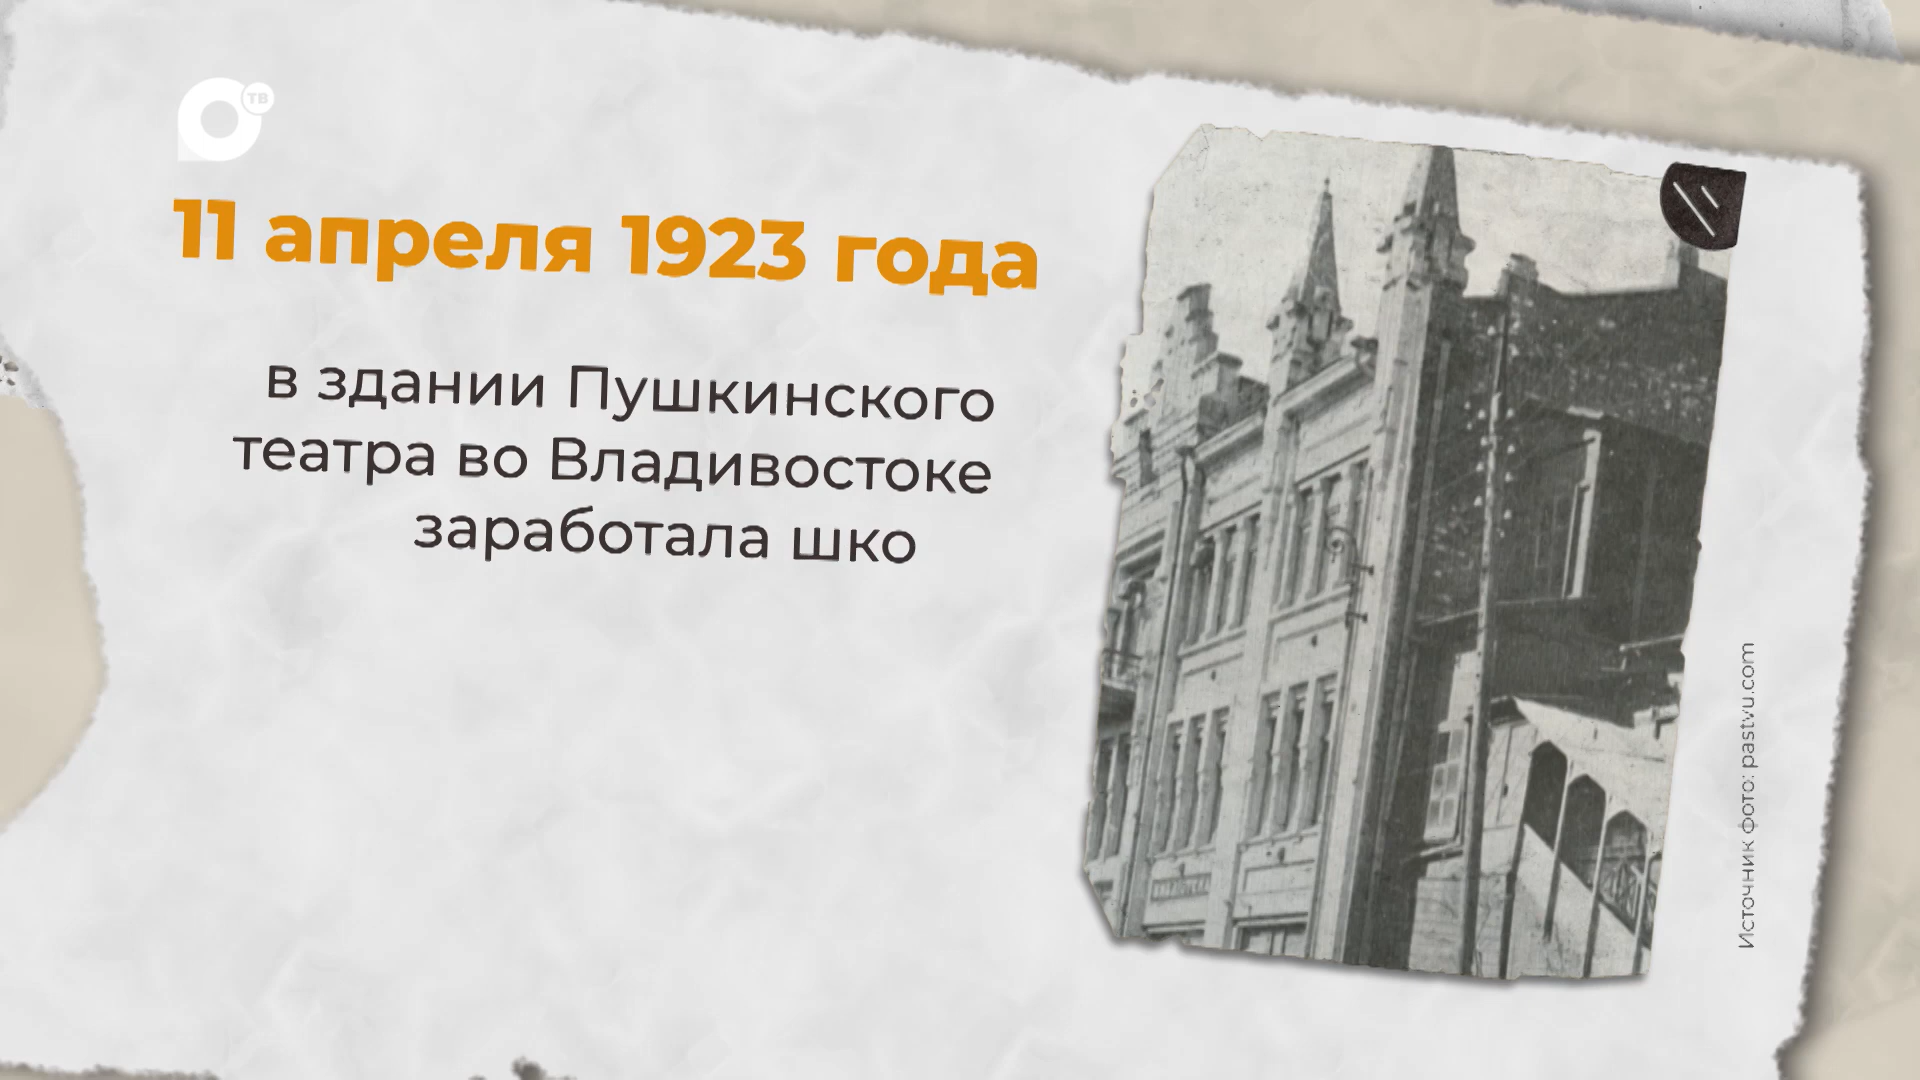 ТВ
11 апреля 1923 года
в здании Пушкинского
театра во Владивостоке
заработала шко
Источник фото: pastvu.com